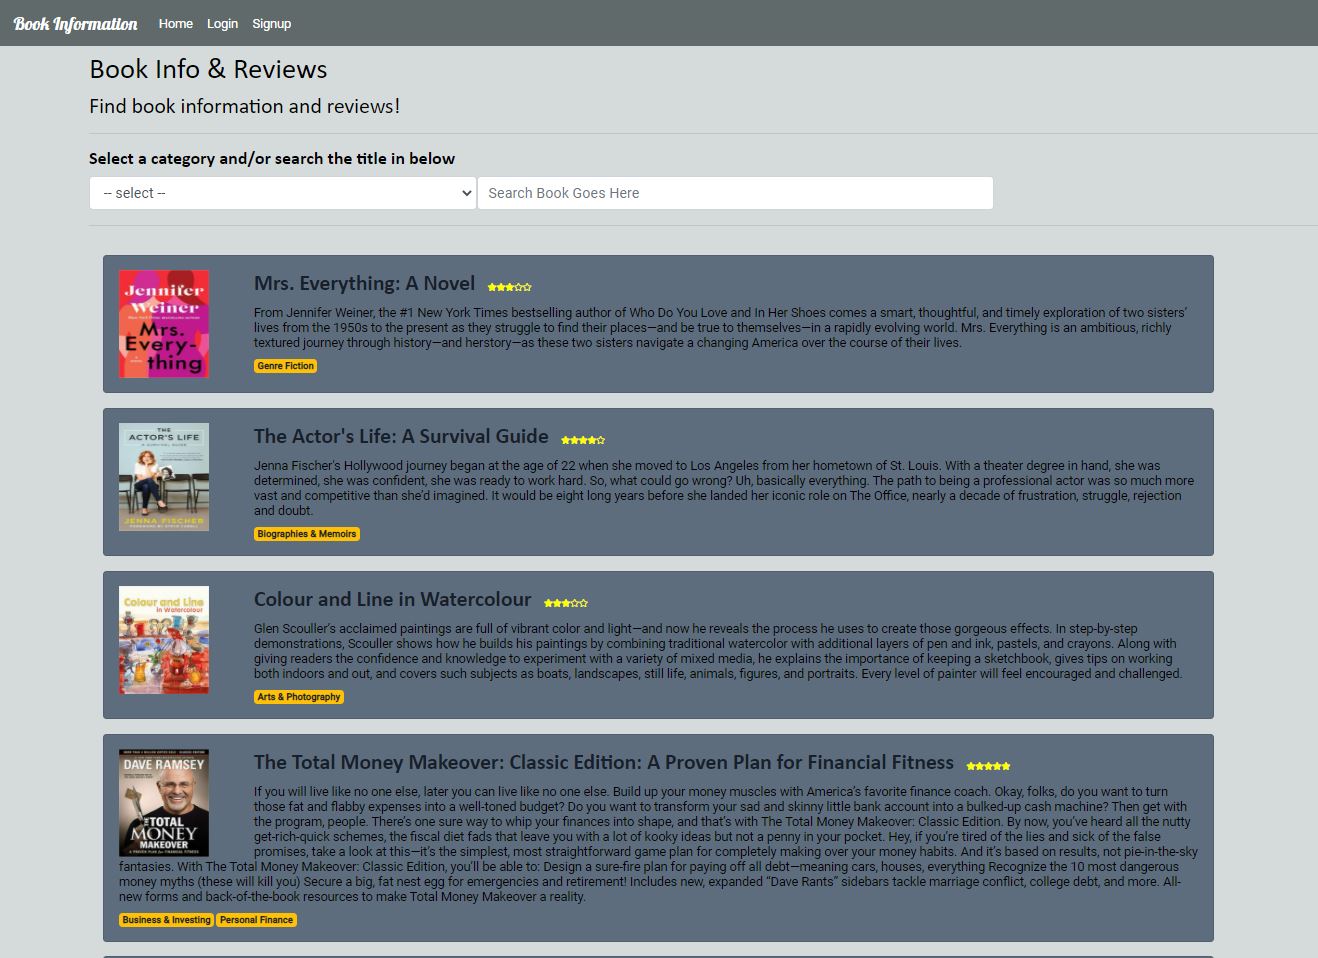 Book Information Home Login Signup
Book Info & Reviews
Find book information and reviews!
Select a category and/or search the title in below
-- select --
Search Book Goes Here
Jennifer
Weiner
Mrs.
Every-
thing
Mrs. Everything: A Novel
From Jennifer Weiner, the #1 New York Times bestselling author of Who Do You Love and In Her Shoes comes a smart, thoughtful, and timely exploration of two sisters’
lives from the 1950s to the present as they struggle to find their places—and be true to themselves—in a rapidly evolving world. Mrs. Everything is an ambitious, richly
textured journey through history—and herstory—as these two sisters navigate a changing America over the course of their lives.
Genre Fiction
THE
ACTOR'S LIFE
A SURVIVAL GUIDE
JENNA FISCHER
The Actor's Life: A Survival Guide
Jenna Fischer's Hollywood journey began at the age of 22 when she moved to Los Angeles from her hometown of St. Louis. With a theater degree in hand, she was
determined, she was confident, she was ready to work hard. So, what could go wrong? Uh, basically everything. The path to being a professional actor was so much more
vast and competitive than she’d imagined. It would be eight long years before she landed her iconic role on The Office, nearly a decade of frustration, struggle, rejection
and doubt.
Biographies & Memoirs
Colour and Line
in Watercolour
Colour and Line in Watercolour
Glen Scouller’s acclaimed paintings are full of vibrant color and light—and now he reveals the process he uses to create those gorgeous effects. In step-by-step
demonstrations, Scouller shows how he builds his paintings by combining traditional watercolor with additional layers of pen and ink, pastels, and crayons. Along with
giving readers the confidence and knowledge to experiment with a variety of mixed media, he explains the importance of keeping a sketchbook, gives tips on working
both indoors and out, and covers such subjects as boats, landscapes, still life, animals, figures, and portraits. Every level of painter will feel encouraged and challenged.
Arts & Photography
DAVE RAMSEY
THE TOTAL
MONEY
MAKEOVER
A PROVEN PLAN FOR FINANCIAL FITNESS
The Total Money Makeover: Classic Edition: A Proven Plan for Financial Fitness
If you will live like no one else, later you can live like no one else. Build up your money muscles with America’s favorite finance coach. Okay, folks, do you want to turn
those fat and flabby expenses into a well-toned budget? Do you want to transform your sad and skinny little bank account into a bulked-up cash machine? Then get with
the program, people. There’s one sure way to whip your finances into shape, and that’s with The Total Money Makeover: Classic Edition. By now, you’ve heard all the nutty
get-rich-quick schemes, the fiscal diet fads that leave you with a lot of kooky ideas but not a penny in your pocket. Hey, if you’re tired of the lies and sick of the false
promises, take a look at this—it’s the simplest, most straightforward game plan for completely making over your money habits. And it’s based on results, not pie-in-the-sky
fantasies. With The Total Money Makeover: Classic Edition, you’ll be able to: Design a sure-fire plan for paying off all debt—meaning cars, houses, everything Recognize the 10 most dangerous
money myths (these will kill you) Secure a big, fat nest egg for emergencies and retirement! Includes new, expanded “Dave Rants” sidebars tackle marriage conflict, college debt, and more. All-
new forms and back-of-the-book resources to make Total Money Makeover a reality.
Business & Investing Personal Finance